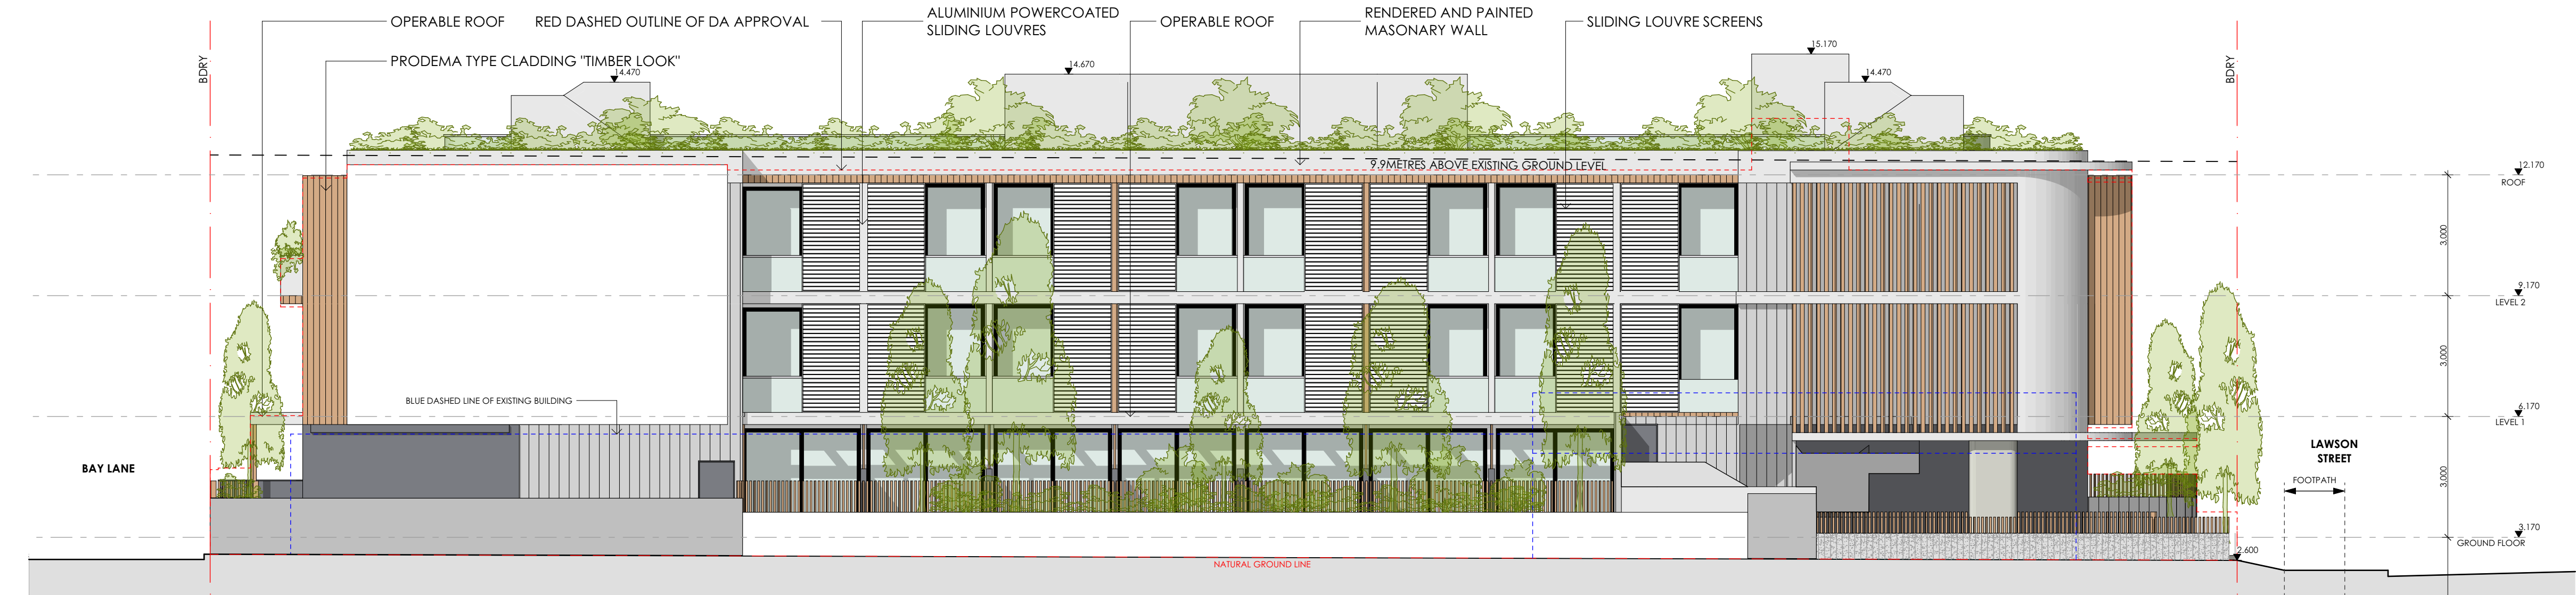 OPERABLE ROOF
RED DASHED OUTLINE OF DA APPROVAL
ALUMINIUM POWERCOATED
SLIDING LOUVRES
OPERABLE ROOF
RENDERED AND PAINTED
MASONARY WALL
SLIDING LOUVRE SCREENS
PRODEMA TYPE CLADDING "TIMBER LOOK"
BDRY
14.470
14.670
15.170
14.470
BDRY
9.9METRES ABOVE EXISTING GROUND LEVEL
12.170
ROOF
3,000
9.170
LEVEL 2
3,000
BLUE DASHED LINE OF EXISTING BUILDING
6.170
LEVEL 1
BAY LANE
LAWSON
STREET
FOOTPATH
3,000
3.170
GROUND FLOOR
2.600
NATURAL GROUND LINE